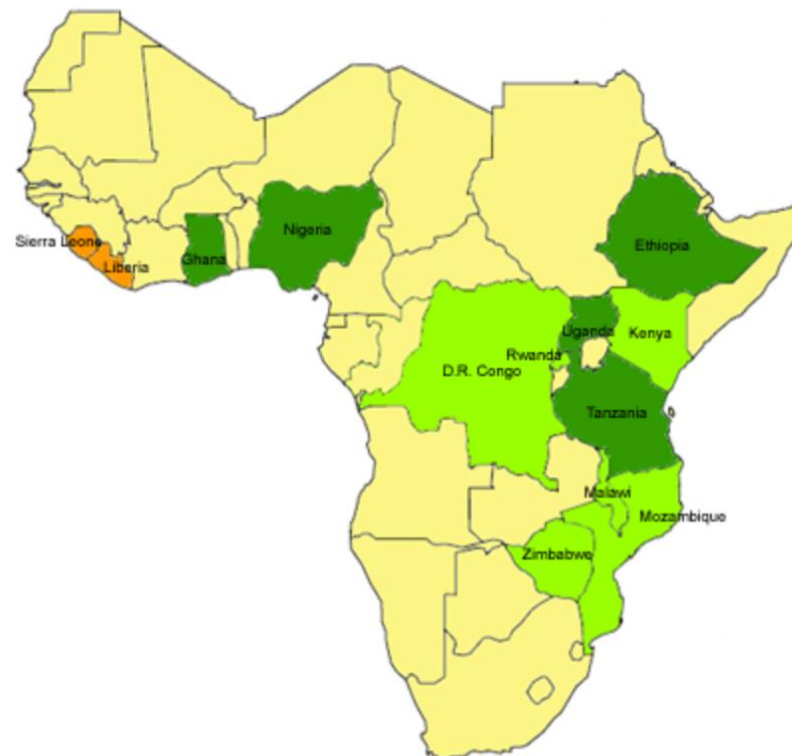 Nigeria
Sierra Leone
Ghana
Liberia
Ethiopia
Uganda
Kenya
Rwanda
D.R. Congo
Tanzania
Malawi
Mozambique
Zimbabwe